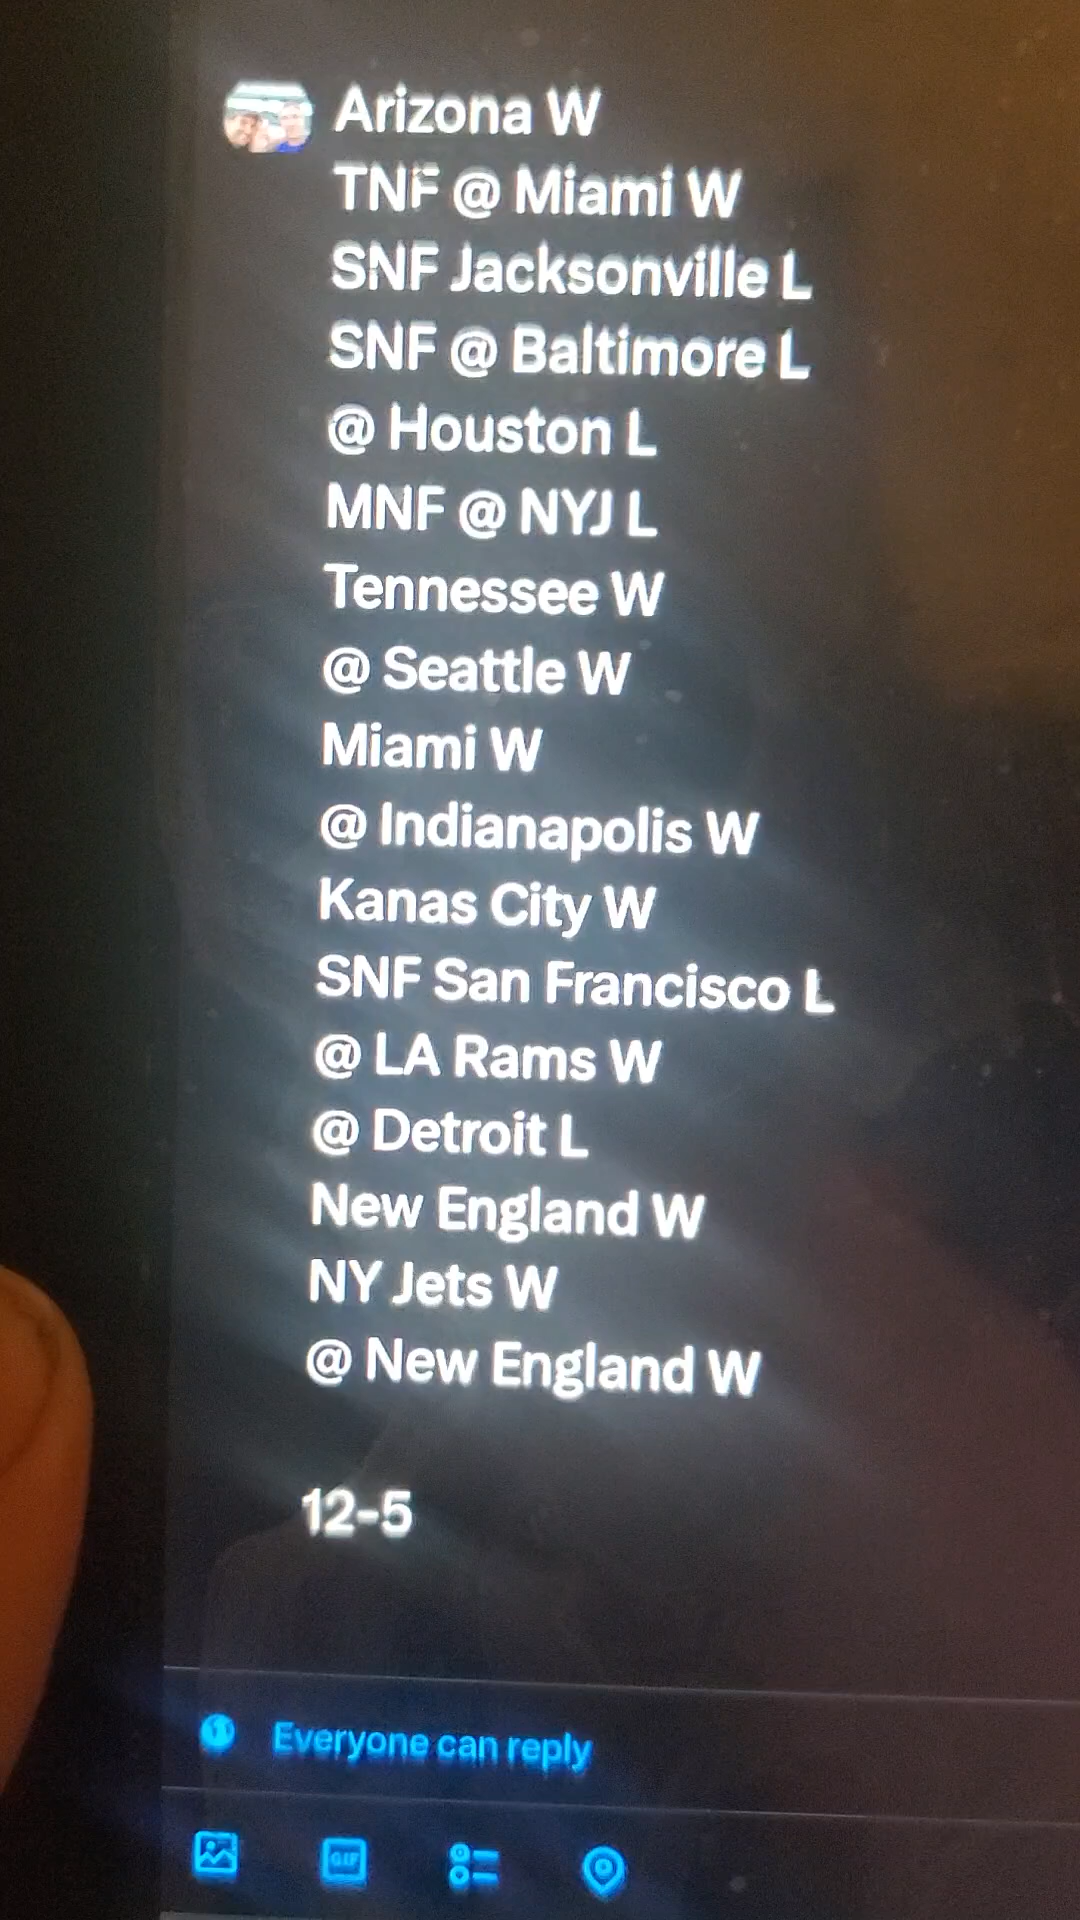 Arizona W
TNF @ Miami W
SNF Jacksonville L
SNF @ Baltimore L
@ Houston L
MNF @ NYJ L
Tennessee W
@ Seattle W
Miami W
@ Indianapolis W
Kanas City W
SNF San Francisco L
@ LA Rams W
@ Detroit L
New England W
NY Jets W
@ New England W
12-5
Everyone can reply
GIF